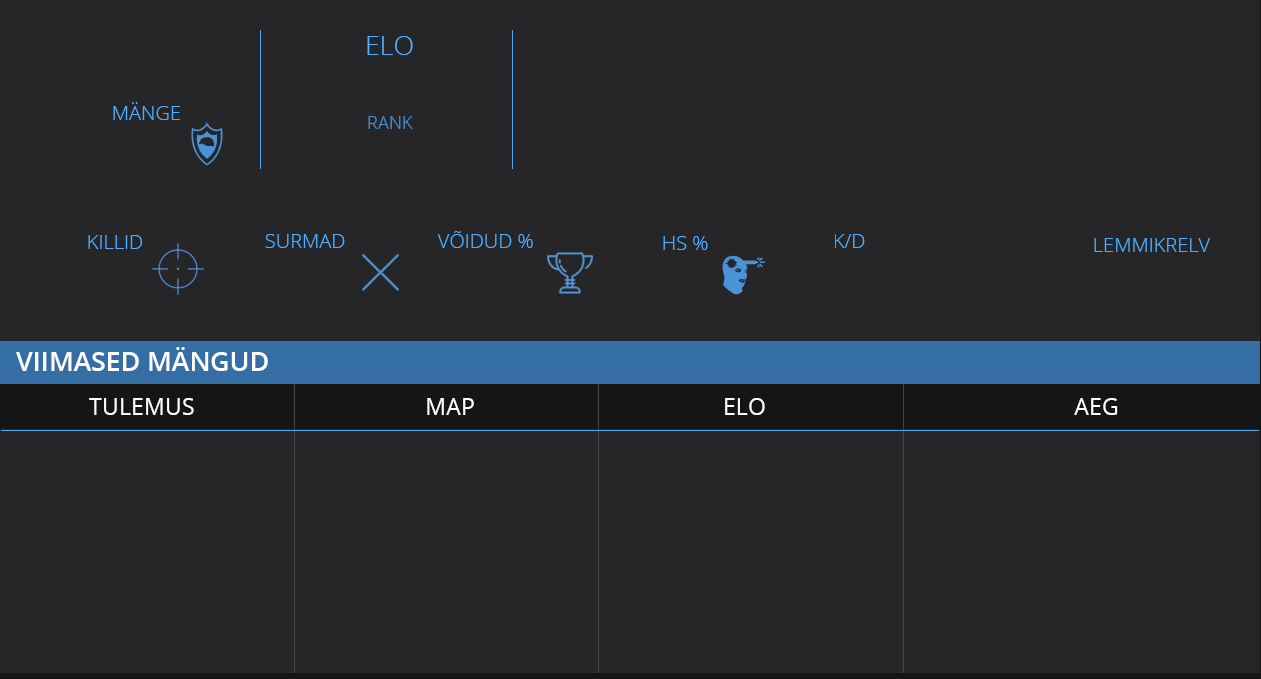 ELO
MÄNGE
RANK
KILLID
SURMAD
VÕIDUD %
HS %
K/D
LEMMIKRELV
VIIMASED MÄNGUD
TULEMUS
MAP
ELO
AEG